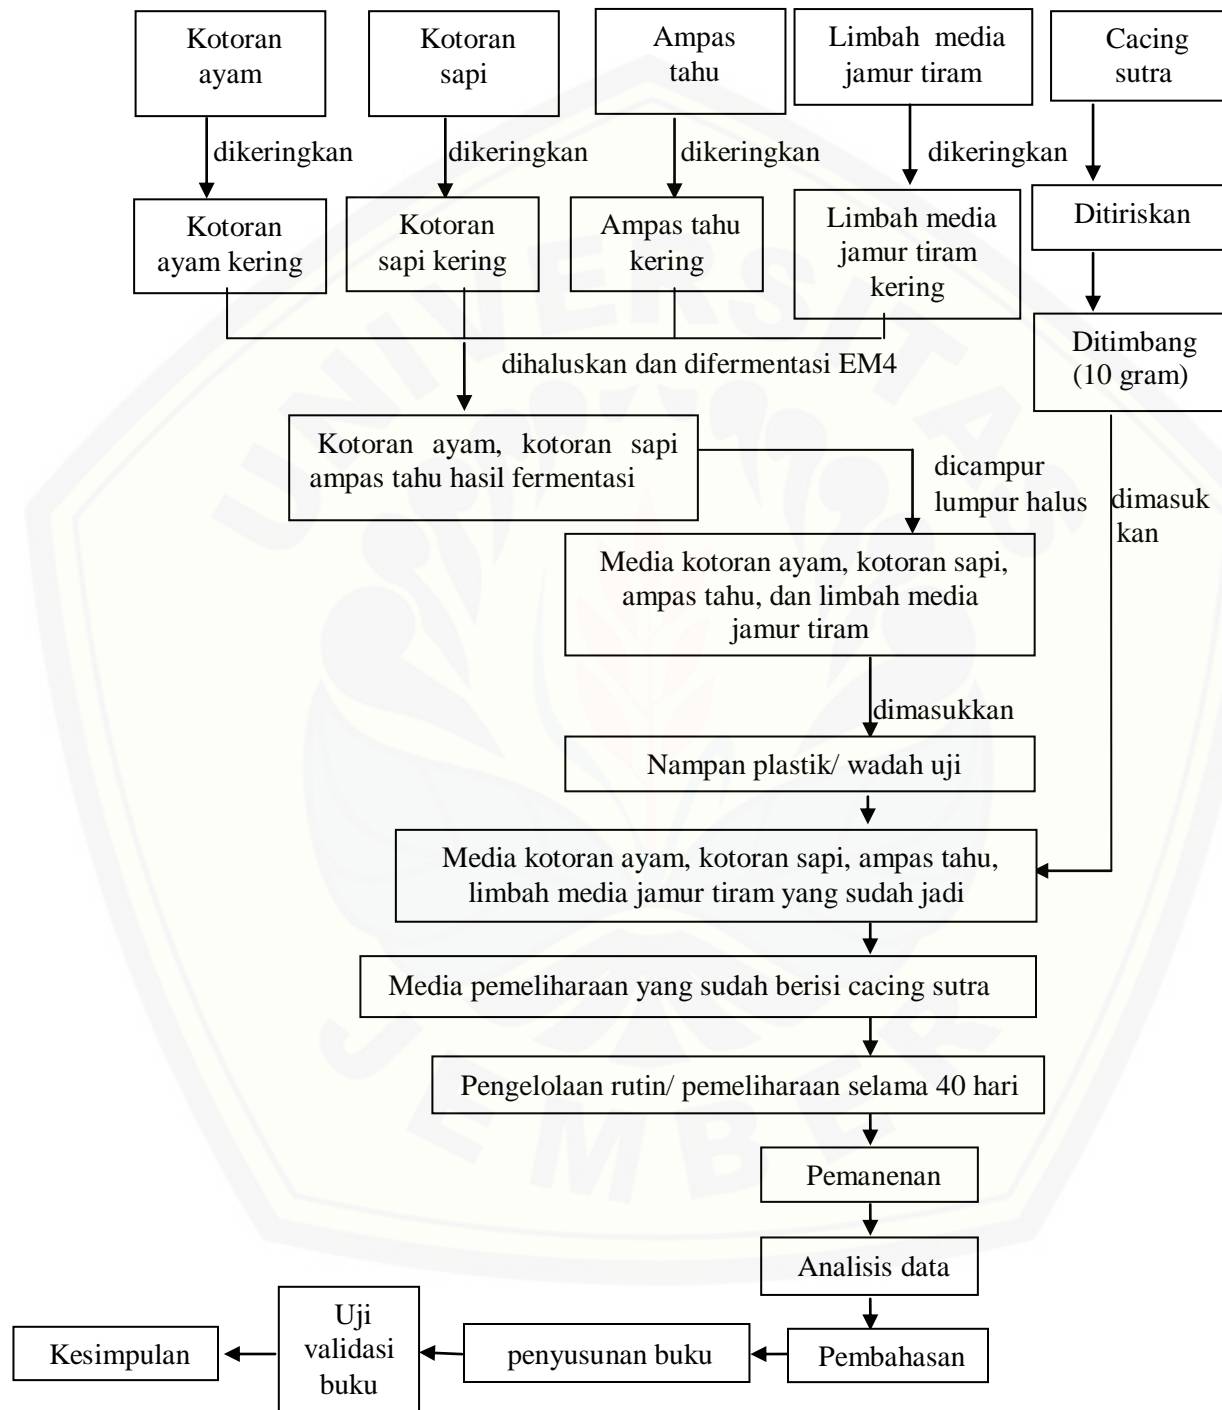 Kotoran
ayam
Kotoran
sapi
Ampas
tahu
Limbah media
jamur tiram
Cacing
sutra
dikeringkan
dikeringkan
dikeringkan
dikeringkan
Kotoran
ayam kering
Kotoran
sapi kering
Ampas tahu
kering
Limbah media
jamur tiram
kering
Ditiriskan
Ditimbang
(10 gram)
dihaluskan dan difermentasi EM4
Kotoran ayam, kotoran sapi
ampas tahu hasil fermentasi
dicampur
lumpur halus
dimasuk
kan
Media kotoran ayam, kotoran sapi,
ampas tahu, dan limbah media
jamur tiram
dimasukkan
Nampan plastik/ wadah uji
Media kotoran ayam, kotoran sapi, ampas tahu,
limbah media jamur tiram yang sudah jadi
Media pemeliharaan yang sudah berisi cacing sutra
Pengelolaan rutin/ pemeliharaan selama 40 hari
Pemanenan
Analisis data
Pembahasan
penyusunan buku
Uji
validasi
buku
Kesimpulan
UNIVERSITAS
JEMBER